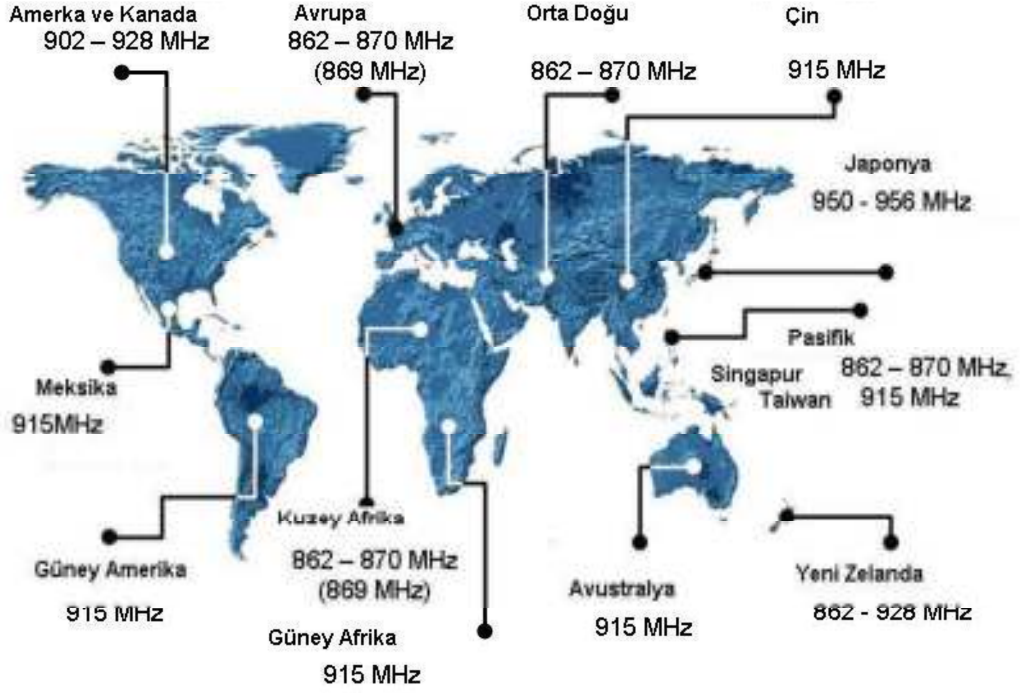 Amerka ve Kanada
902 – 928 MHz
Avrupa
862 – 870 MHz
(869 MHz)
Orta Doğu
862 – 870 MHz
Çin
915 MHz
Japonya
950 - 956 MHz
Pasifik
862 – 870 MHz,
915 MHz
Singapur
Taiwan
Meksika
915MHz
Güney Amerika
915 MHz
Kuzey Afrika
862 – 870 MHz
(869 MHz)
Güney Afrika
915 MHz
Avustralya
915 MHz
Yeni Zelanda
862 - 928 MHz